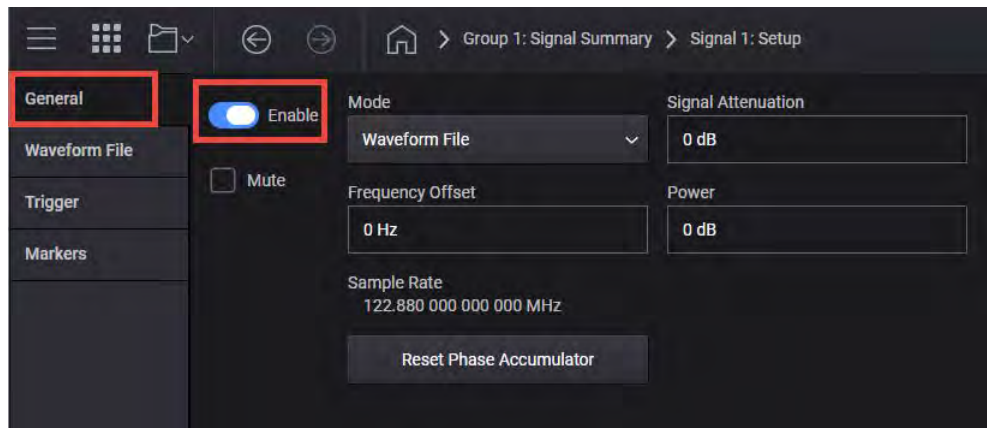 Group 1: Signal Summary > Signal 1: Setup
General
Waveform File
Trigger
Markers
Enable
Mute
Mode
Waveform File
Signal Attenuation
0 dB
Frequency Offset
0 Hz
Power
0 dB
Sample Rate
122.880 000 000 000 MHz
Reset Phase Accumulator